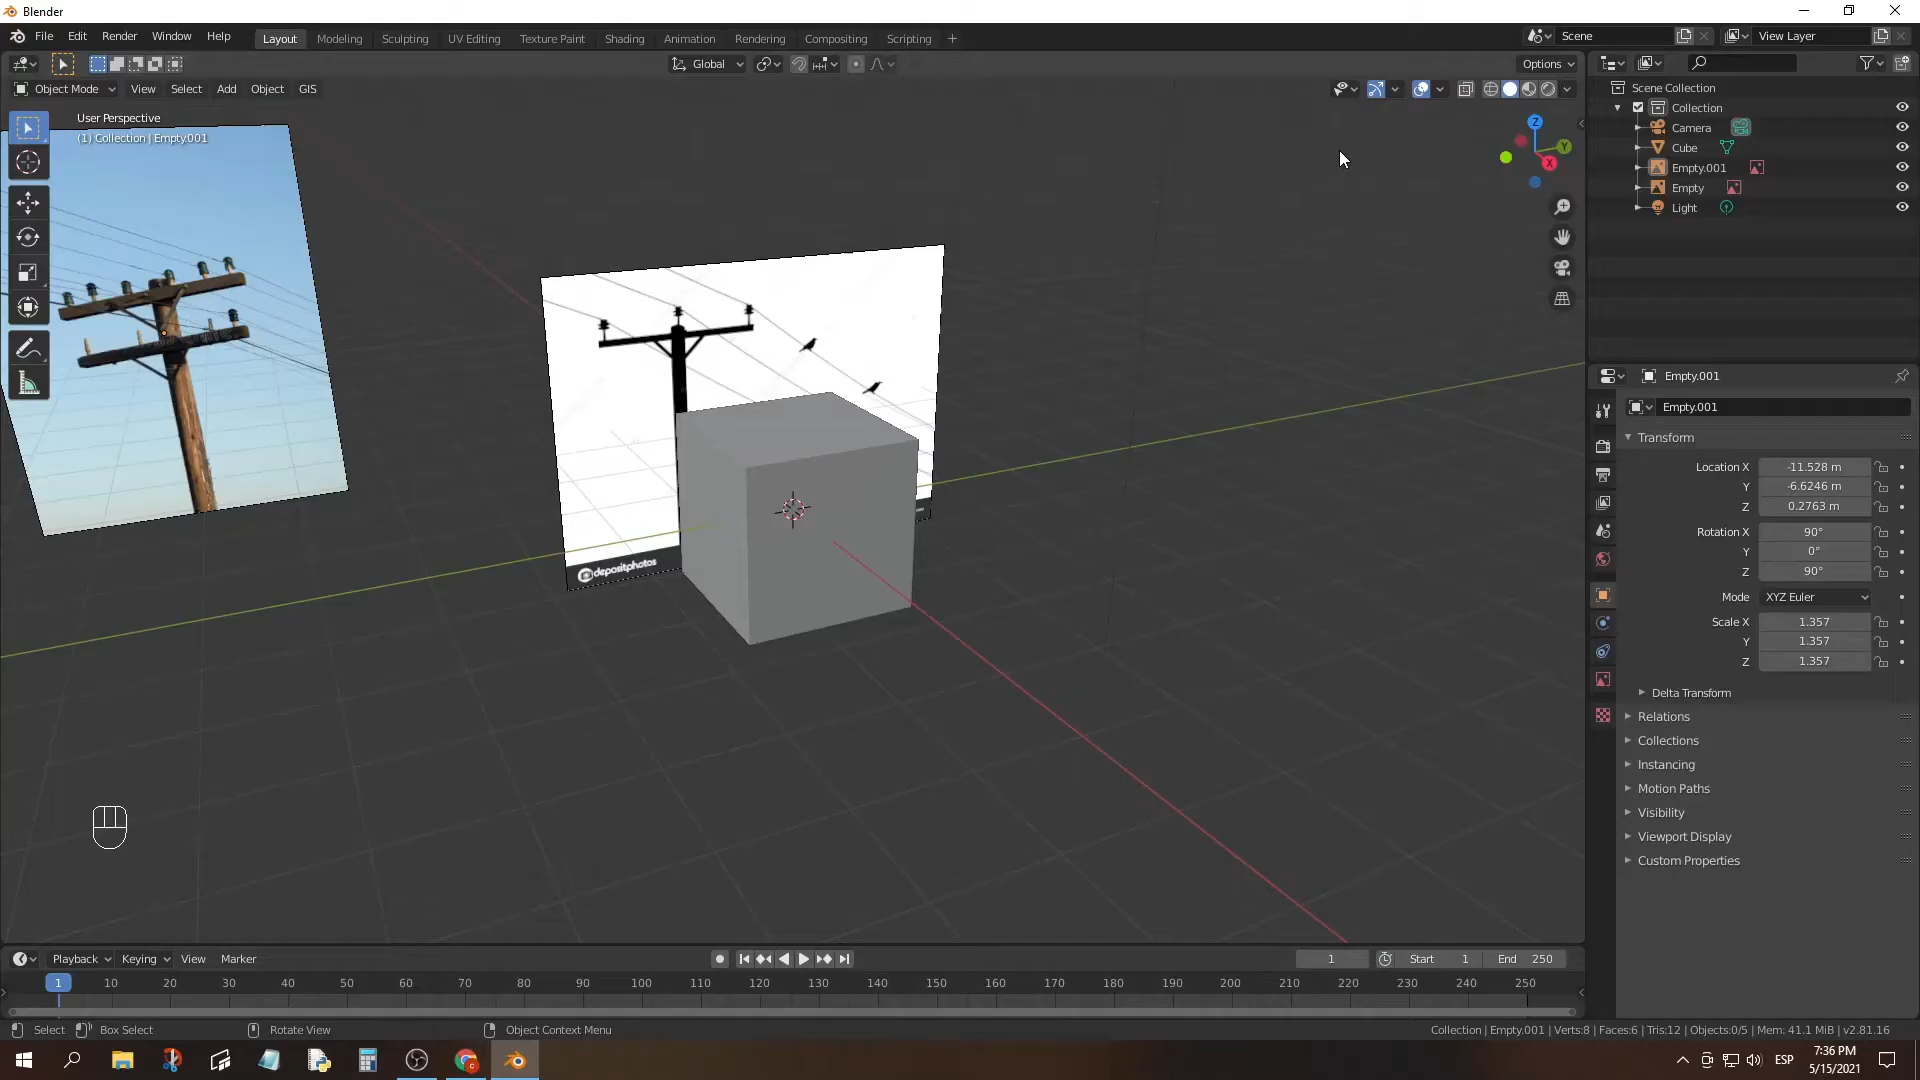 Blender
File Edit Render Window Help
Layout Modeling Sculpting UV Editing Texture Paint Shading Animation Rendering Compositing Scripting +
Scene
View Layer
Global
Options
Object Mode View Select Add Object GIS
User Perspective
(1) Collection | Empty.001
Z
Y
X
depositphotos
Scene Collection
Collection
Camera
Cube
Empty.001
Empty
Light
Empty.001
Empty.001
Transform
Location X -11.528 m
Y -6.6246 m
Z 0.2763 m
Rotation X 90°
Y 0°
Z 90°
Mode XYZ Euler
Scale X 1.357
Y 1.357
Z 1.357
Delta Transform
Relations
Collections
Instancing
Motion Paths
Visibility
Viewport Display
Custom Properties
Playback Keying View Marker
1 Start 1 End 250
1 10 20 30 40 50 60 70 80 90 100 110 120 130 140 150 160 170 180 190 200 210 220 230 240 250
Select Box Select Rotate View Object Context Menu
Collection | Empty.001 | Verts:8 | Faces:6 | Tris:12 | Objects:0/5 | Mem: 41.1 MiB | v2.81.16
ESP
7:36 PM
5/15/2021